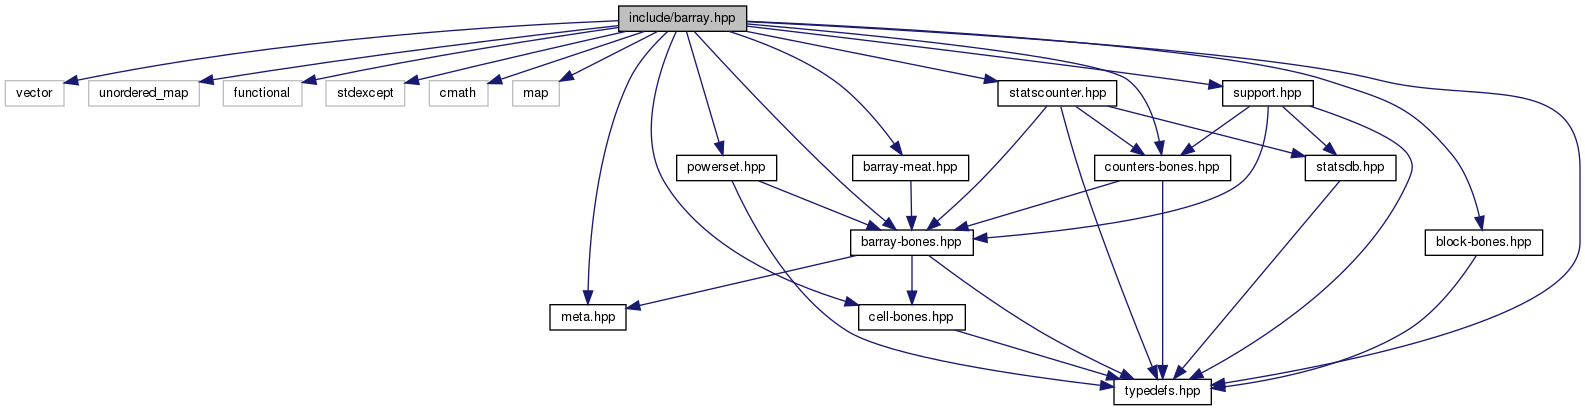 include/barray.hpp
vector
unordered_map
functional
stdexcept
cmath
map
statscounter.hpp
support.hpp
powerset.hpp
barray-meat.hpp
counters-bones.hpp
statsdb.hpp
barray-bones.hpp
block-bones.hpp
meta.hpp
cell-bones.hpp
typedefs.hpp